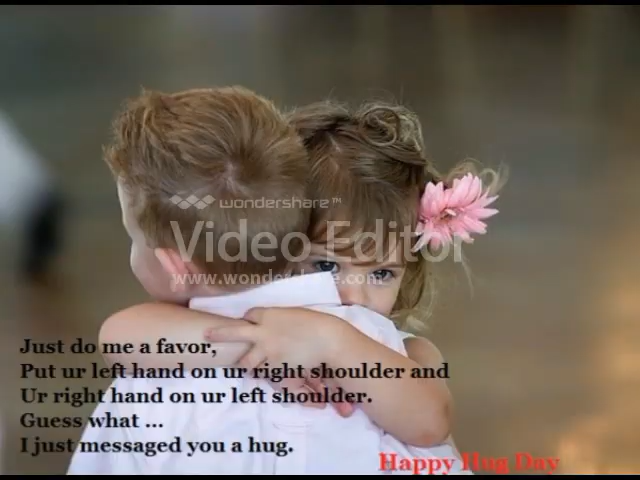 wondershare™
Video Editor
www.wondershare.com
Just do me a favor,
Put ur left hand on ur right shoulder and
Ur right hand on ur left shoulder.
Guess what ...
I just messaged you a hug.
Happy Hug Day